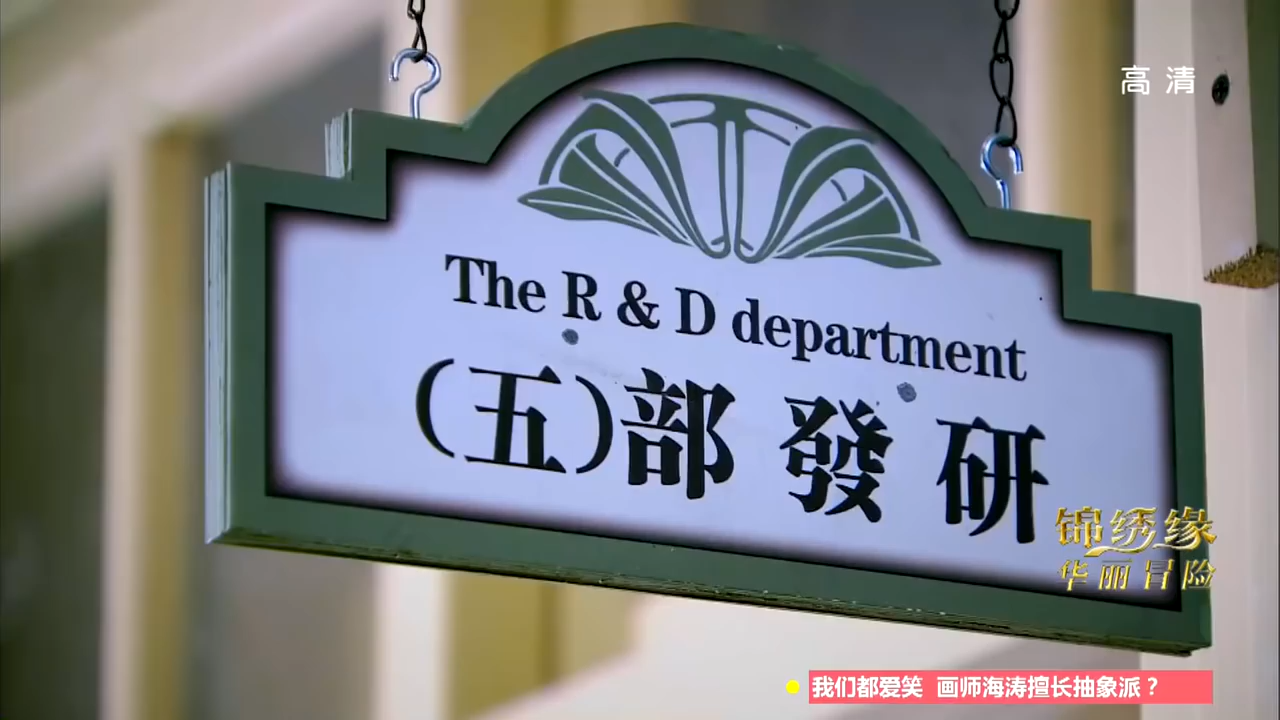 高清
The R & D department
(五)部發研
锦绣缘
华丽冒险
我们都爱笑 画师海涛擅长抽象派？